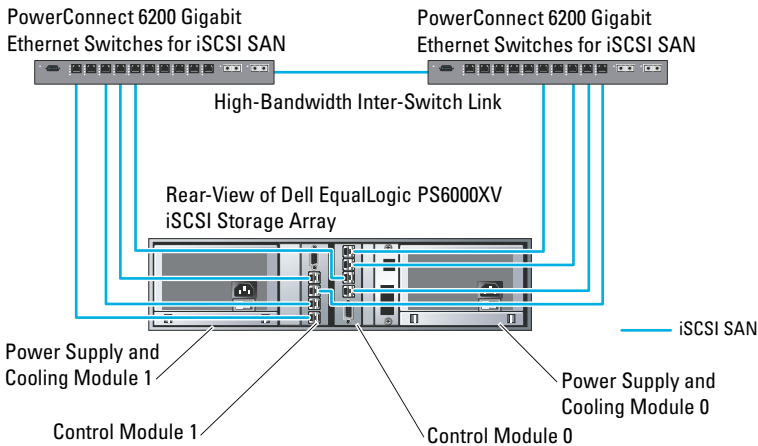 PowerConnect 6200 Gigabit
Ethernet Switches for iSCSI SAN
PowerConnect 6200 Gigabit
Ethernet Switches for iSCSI SAN
High-Bandwidth Inter-Switch Link
Rear-View of Dell EqualLogic PS6000XV
iSCSI Storage Array
iSCSI SAN
Power Supply and
Cooling Module 1
Power Supply and
Cooling Module 0
Control Module 1
Control Module 0